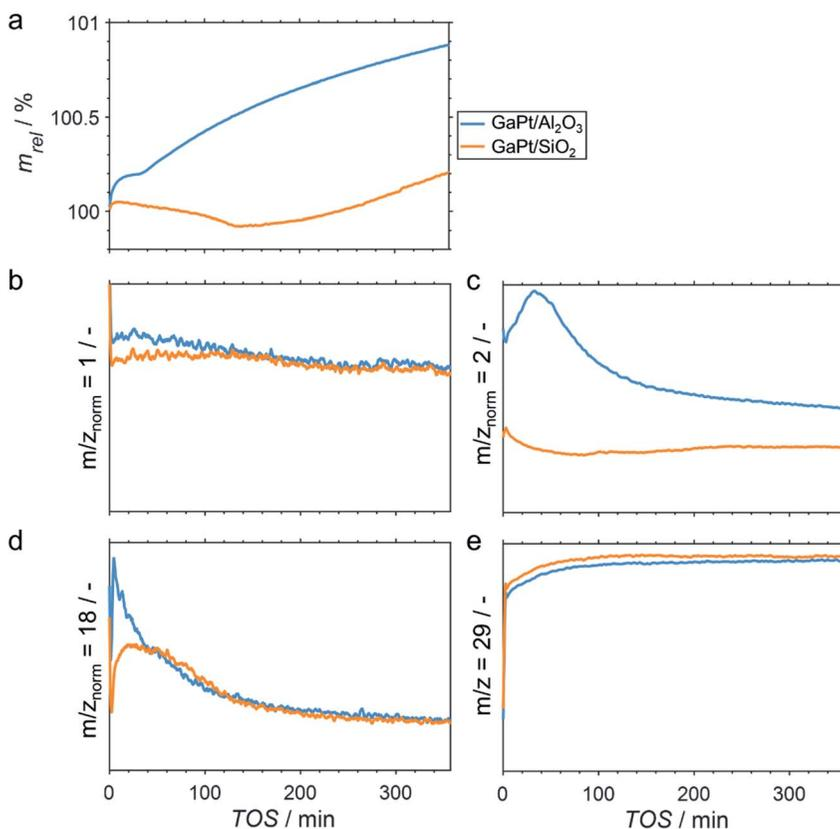 a
101
100.5
100
m_rel / %
GaPt/Al₂O₃
GaPt/SiO₂
b
m/z_norm = 1 / -
c
m/z_norm = 2 / -
d
m/z_norm = 18 / -
0 100 200 300
TOS / min
e
m/z = 29 / -
0 100 200 300
TOS / min